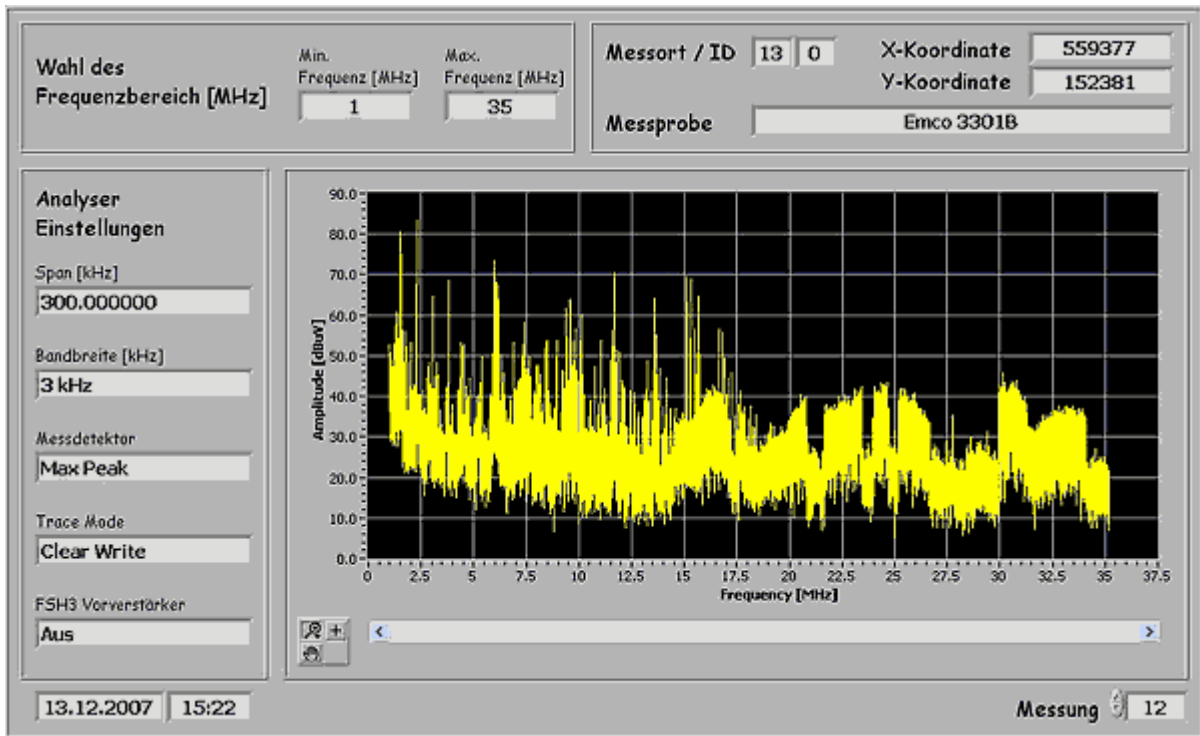 Wahl des
Frequenzbereich [MHz]
Min.
Frequenz [MHz]
1
Max.
Frequenz [MHz]
35
Messort / ID 13 0
X-Koordinate 559377
Y-Koordinate 152381
Messprobe Emco 3301B
Analyser
Einstellungen
Span [kHz]
300.000000
Bandbreite [kHz]
3 kHz
Messdetektor
Max Peak
Trace Mode
Clear Write
FSH3 Vorverstärker
Aus
Amplitude [dBuV]
90.0
80.0
70.0
60.0
50.0
40.0
30.0
20.0
10.0
0.0
0 2.5 5 7.5 10 12.5 15 17.5 20 22.5 25 27.5 30 32.5 35 37.5
Frequency [MHz]
13.12.2007 15:22
Messung 12